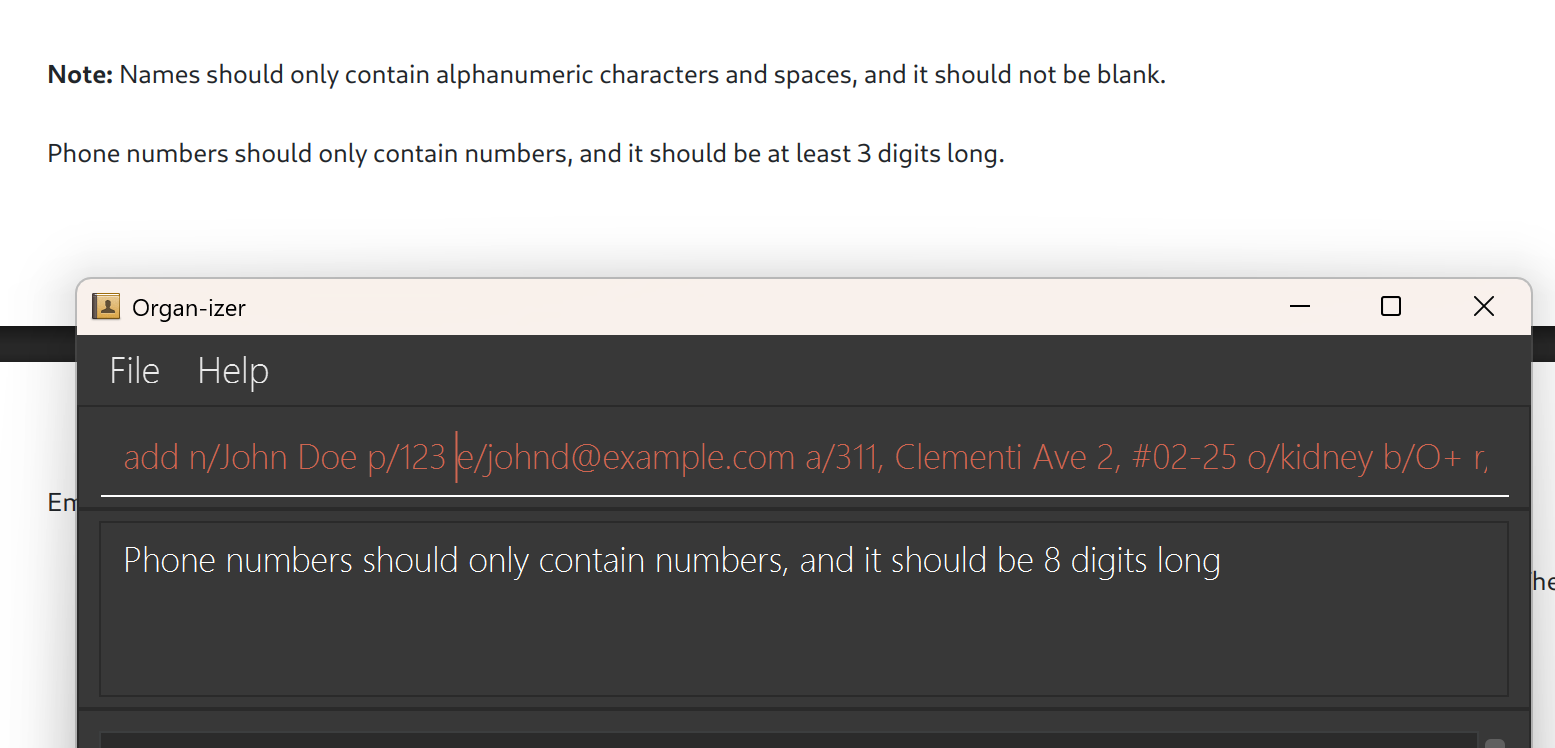 Note: Names should only contain alphanumeric characters and spaces, and it should not be blank.
Phone numbers should only contain numbers, and it should be at least 3 digits long.
Organ-izer
File Help
add n/John Doe p/123 e/johnd@example.com a/311, Clementi Ave 2, #02-25 o/kidney b/O+ r,
Phone numbers should only contain numbers, and it should be 8 digits long